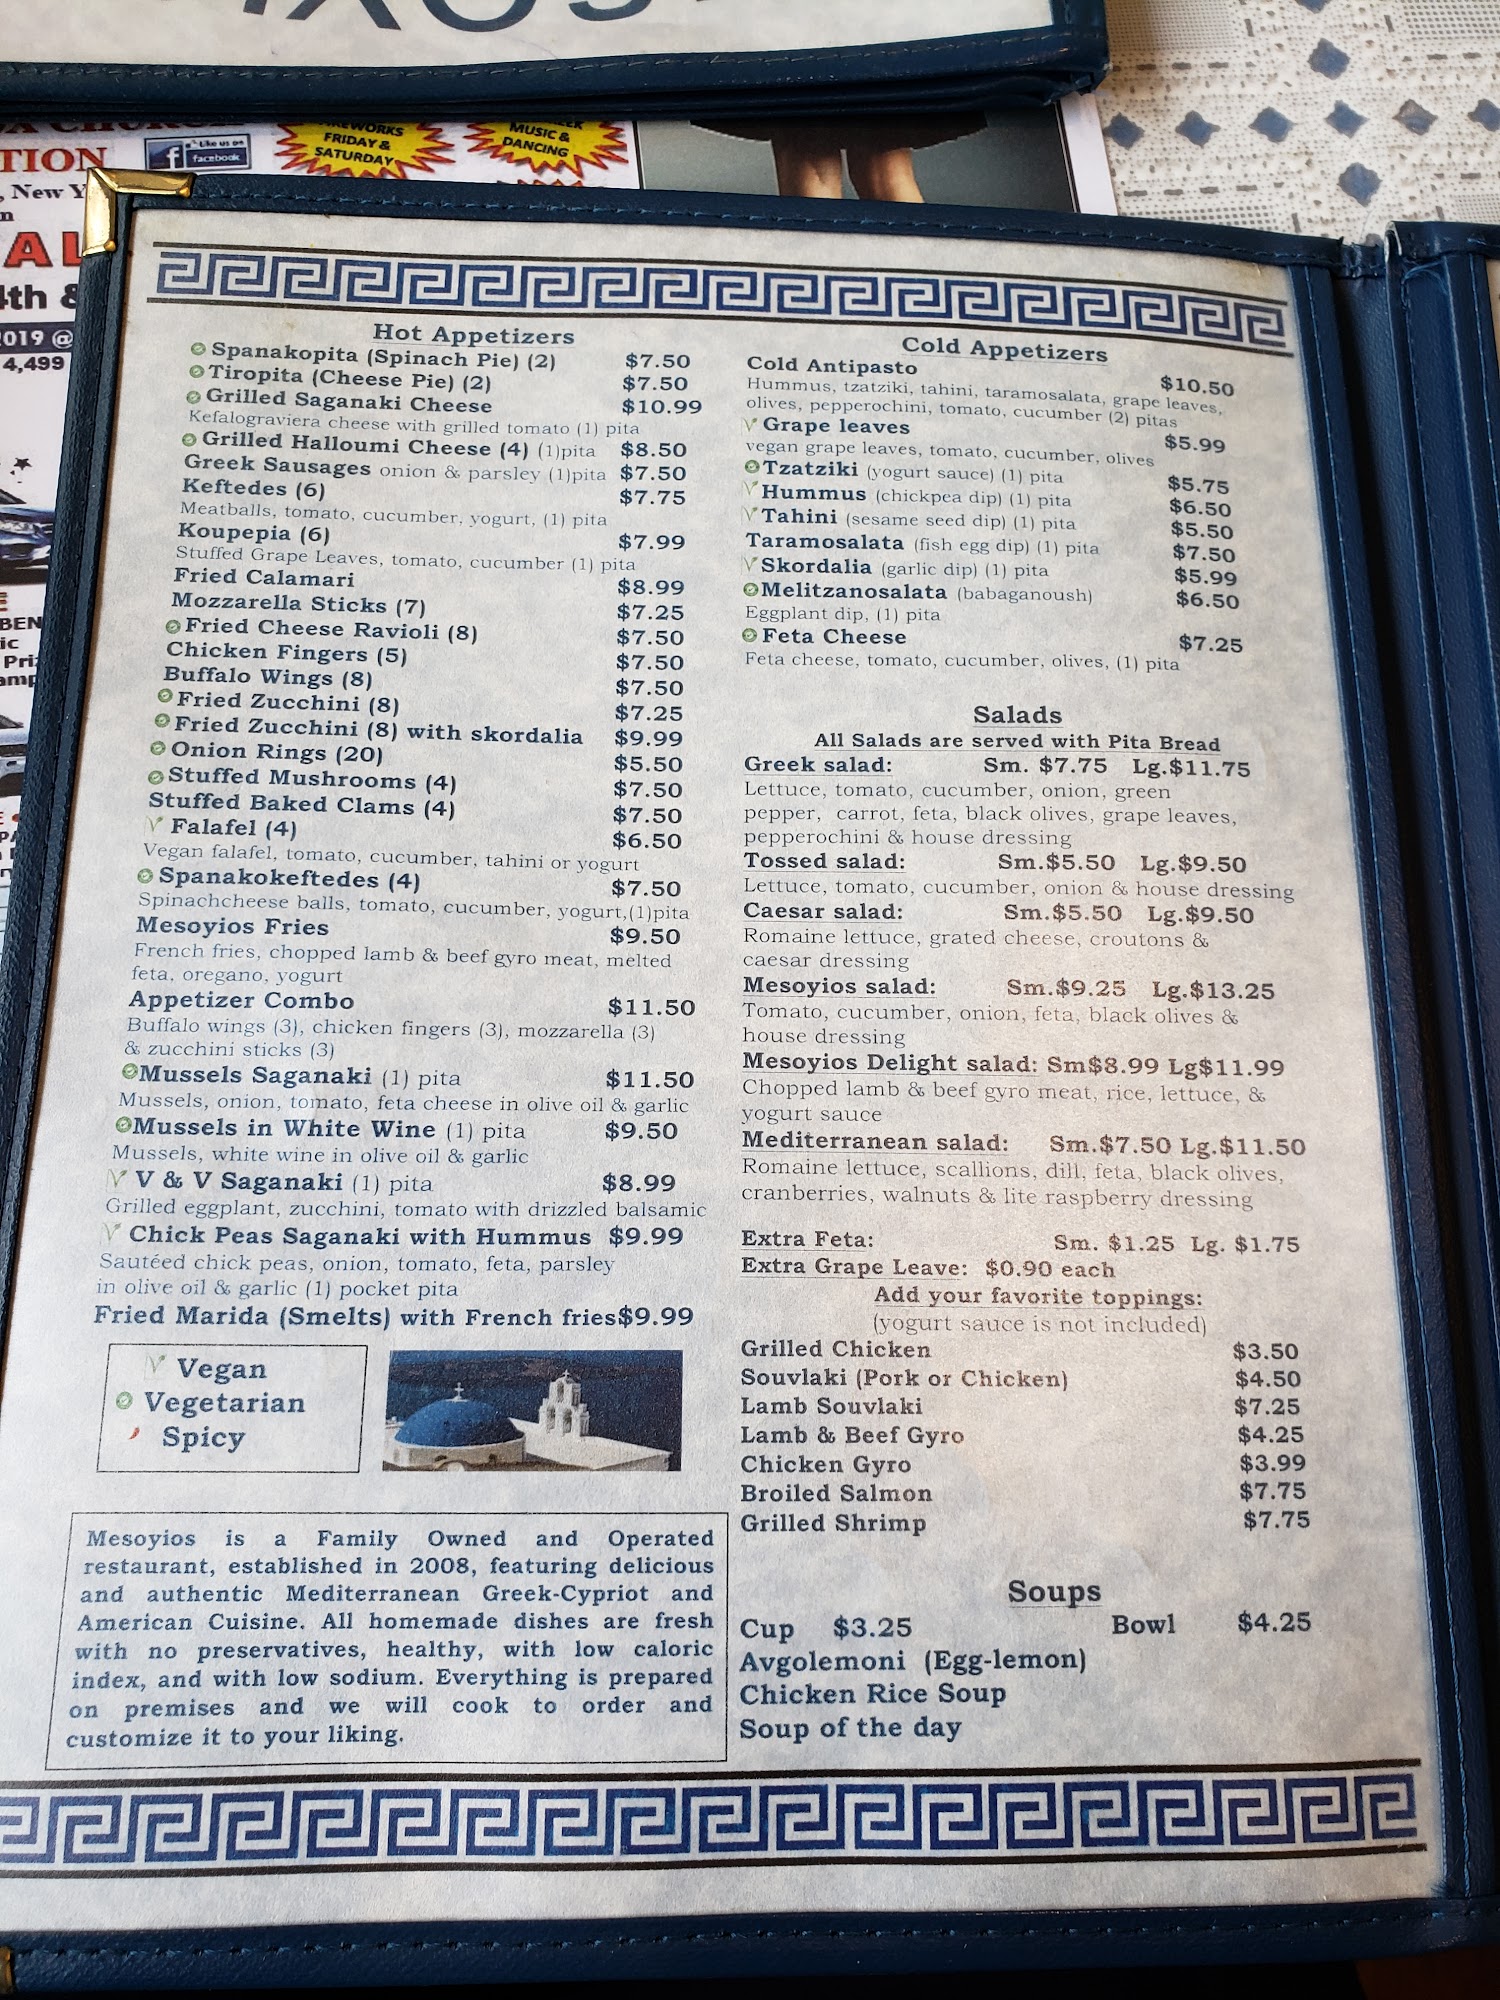 FIREWORKS
FRIDAY &
SATURDAY
MUSIC &
DANCING
Like us on
facebook
TION
, New Y
AL
4th &
2019 @
4,499
Hot Appetizers
Spanakopita (Spinach Pie) (2) $7.50
Tiropita (Cheese Pie) (2) $7.50
Grilled Saganaki Cheese $10.99
Kefalograviera cheese with grilled tomato (1) pita
Grilled Halloumi Cheese (4) (1)pita $8.50
Greek Sausages onion & parsley (1)pita $7.50
Keftedes (6) $7.75
Meatballs, tomato, cucumber, yogurt, (1) pita
Koupepia (6) $7.99
Stuffed Grape Leaves, tomato, cucumber (1) pita
Fried Calamari $8.99
Mozzarella Sticks (7) $7.25
Fried Cheese Ravioli (8) $7.50
Chicken Fingers (5) $7.50
Buffalo Wings (8) $7.50
Fried Zucchini (8) $7.25
Fried Zucchini (8) with skordalia $9.99
Onion Rings (20) $5.50
Stuffed Mushrooms (4) $7.50
Stuffed Baked Clams (4) $7.50
Falafel (4) $6.50
Vegan falafel, tomato, cucumber, tahini or yogurt
Spanakokeftedes (4) $7.50
Spinachcheese balls, tomato, cucumber, yogurt,(1)pita
Mesoyios Fries $9.50
French fries, chopped lamb & beef gyro meat, melted
feta, oregano, yogurt
Appetizer Combo $11.50
Buffalo wings (3), chicken fingers (3), mozzarella (3)
& zucchini sticks (3)
Mussels Saganaki (1) pita $11.50
Mussels, onion, tomato, feta cheese in olive oil & garlic
Mussels in White Wine (1) pita $9.50
Mussels, white wine in olive oil & garlic
V & V Saganaki (1) pita $8.99
Grilled eggplant, zucchini, tomato with drizzled balsamic
Chick Peas Saganaki with Hummus $9.99
Sautéed chick peas, onion, tomato, feta, parsley
in olive oil & garlic (1) pocket pita
Fried Marida (Smelts) with French fries$9.99
Vegan
Vegetarian
Spicy
Mesoyios is a Family Owned and Operated
restaurant, established in 2008, featuring delicious
and authentic Mediterranean Greek-Cypriot and
American Cuisine. All homemade dishes are fresh
with no preservatives, healthy, with low caloric
index, and with low sodium. Everything is prepared
on premises and we will cook to order and
customize it to your liking.
Cold Appetizers
Cold Antipasto $10.50
Hummus, tzatziki, tahini, taramosalata, grape leaves,
olives, pepperochini, tomato, cucumber (2) pitas
Grape leaves $5.99
vegan grape leaves, tomato, cucumber, olives
Tzatziki (yogurt sauce) (1) pita $5.75
Hummus (chickpea dip) (1) pita $6.50
Tahini (sesame seed dip) (1) pita $5.50
Taramosalata (fish egg dip) (1) pita $7.50
Skordalia (garlic dip) (1) pita $5.99
Melitzanosalata (babaganoush) $6.50
Eggplant dip, (1) pita
Feta Cheese $7.25
Feta cheese, tomato, cucumber, olives, (1) pita
Salads
All Salads are served with Pita Bread
Greek salad: Sm. $7.75 Lg.$11.75
Lettuce, tomato, cucumber, onion, green
pepper, carrot, feta, black olives, grape leaves,
pepperochini & house dressing
Tossed salad: Sm.$5.50 Lg.$9.50
Lettuce, tomato, cucumber, onion & house dressing
Caesar salad: Sm.$5.50 Lg.$9.50
Romaine lettuce, grated cheese, croutons &
caesar dressing
Mesoyios salad: Sm.$9.25 Lg.$13.25
Tomato, cucumber, onion, feta, black olives &
house dressing
Mesoyios Delight salad: Sm$8.99 Lg$11.99
Chopped lamb & beef gyro meat, rice, lettuce, &
yogurt sauce
Mediterranean salad: Sm.$7.50 Lg.$11.50
Romaine lettuce, scallions, dill, feta, black olives,
cranberries, walnuts & lite raspberry dressing
Extra Feta: Sm. $1.25 Lg. $1.75
Extra Grape Leave: $0.90 each
Add your favorite toppings:
(yogurt sauce is not included)
Grilled Chicken $3.50
Souvlaki (Pork or Chicken) $4.50
Lamb Souvlaki $7.25
Lamb & Beef Gyro $4.25
Chicken Gyro $3.99
Broiled Salmon $7.75
Grilled Shrimp $7.75
Soups
Cup $3.25 Bowl $4.25
Avgolemoni (Egg-lemon)
Chicken Rice Soup
Soup of the day